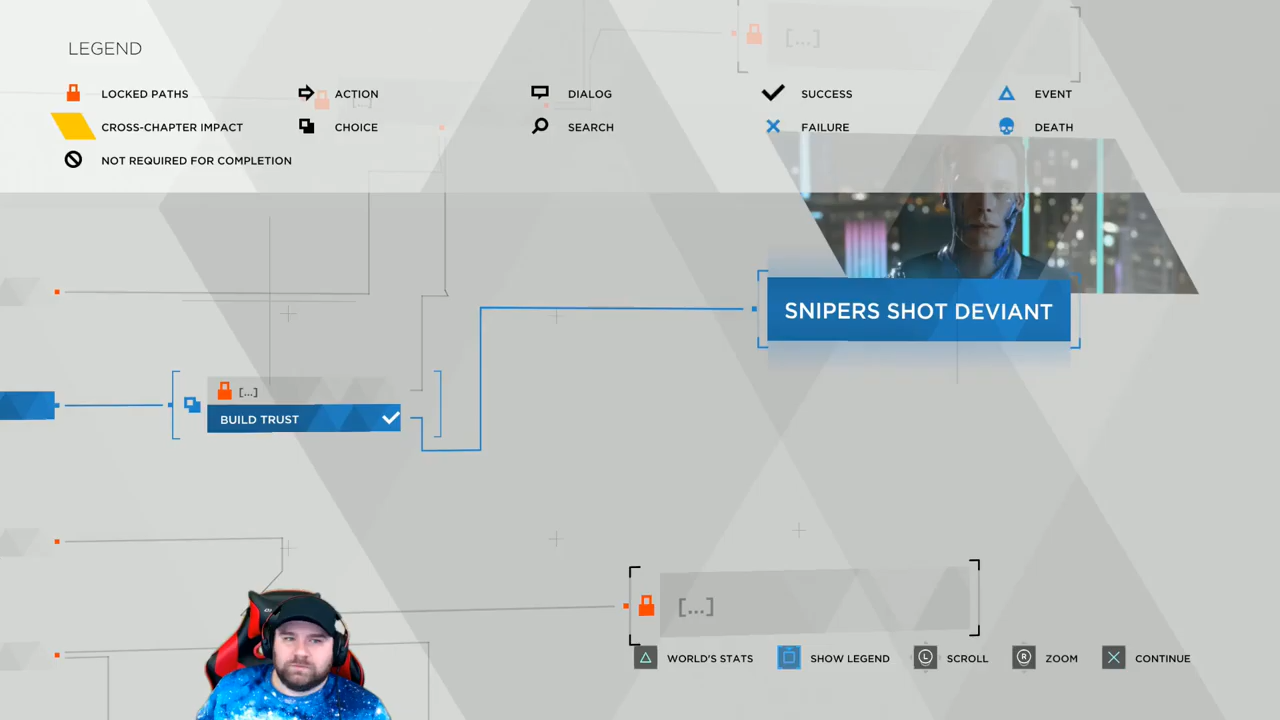 LEGEND
LOCKED PATHS
ACTION
DIALOG
SUCCESS
EVENT
CROSS-CHAPTER IMPACT
CHOICE
SEARCH
FAILURE
DEATH
NOT REQUIRED FOR COMPLETION
[...]
SNIPERS SHOT DEVIANT
[...]
BUILD TRUST
[...]
WORLD'S STATS
SHOW LEGEND
L
SCROLL
R
ZOOM
CONTINUE